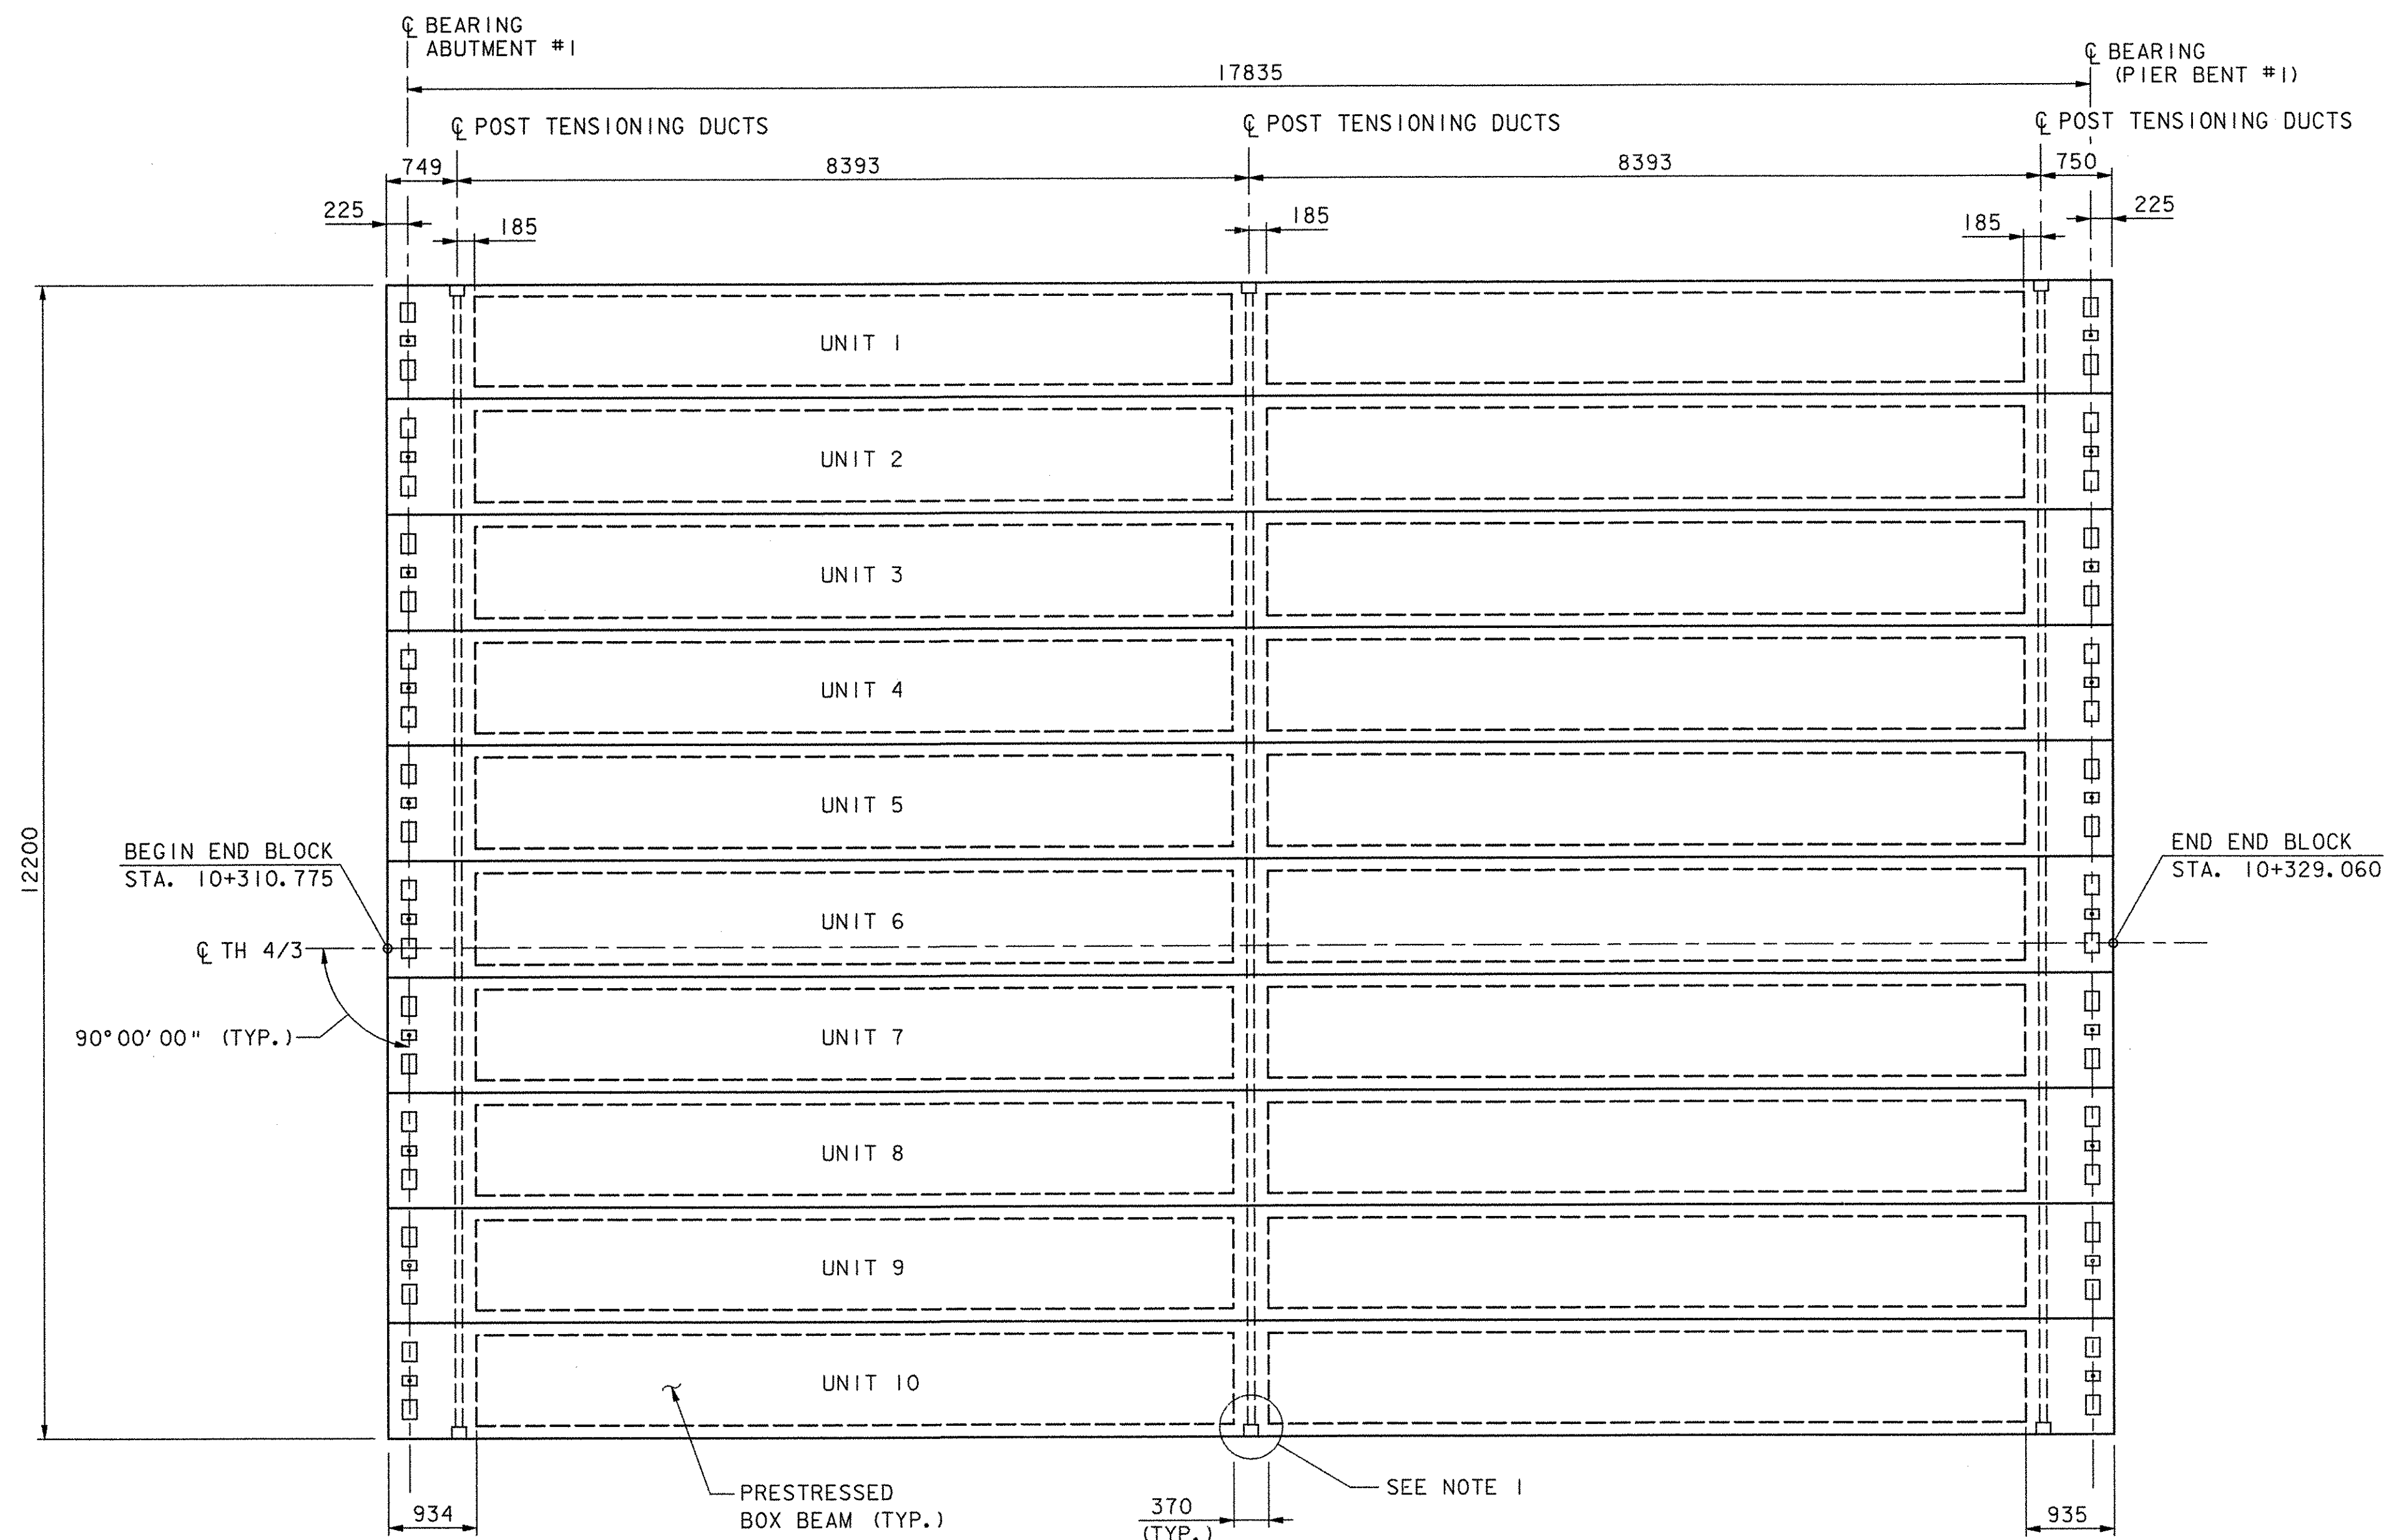 ℄ BEARING
ABUTMENT #1
℄ BEARING
(PIER BENT #1)
17835
℄ POST TENSIONING DUCTS
℄ POST TENSIONING DUCTS
℄ POST TENSIONING DUCTS
749
8393
8393
750
225
185
185
185
225
UNIT 1
UNIT 2
UNIT 3
UNIT 4
UNIT 5
12200
BEGIN END BLOCK
STA. 10+310.775
END END BLOCK
STA. 10+329.060
UNIT 6
℄ TH 4/3
90°00'00" (TYP.)
UNIT 7
UNIT 8
UNIT 9
UNIT 10
PRESTRESSED
BOX BEAM (TYP.)
SEE NOTE 1
934
370
(TYP.)
935